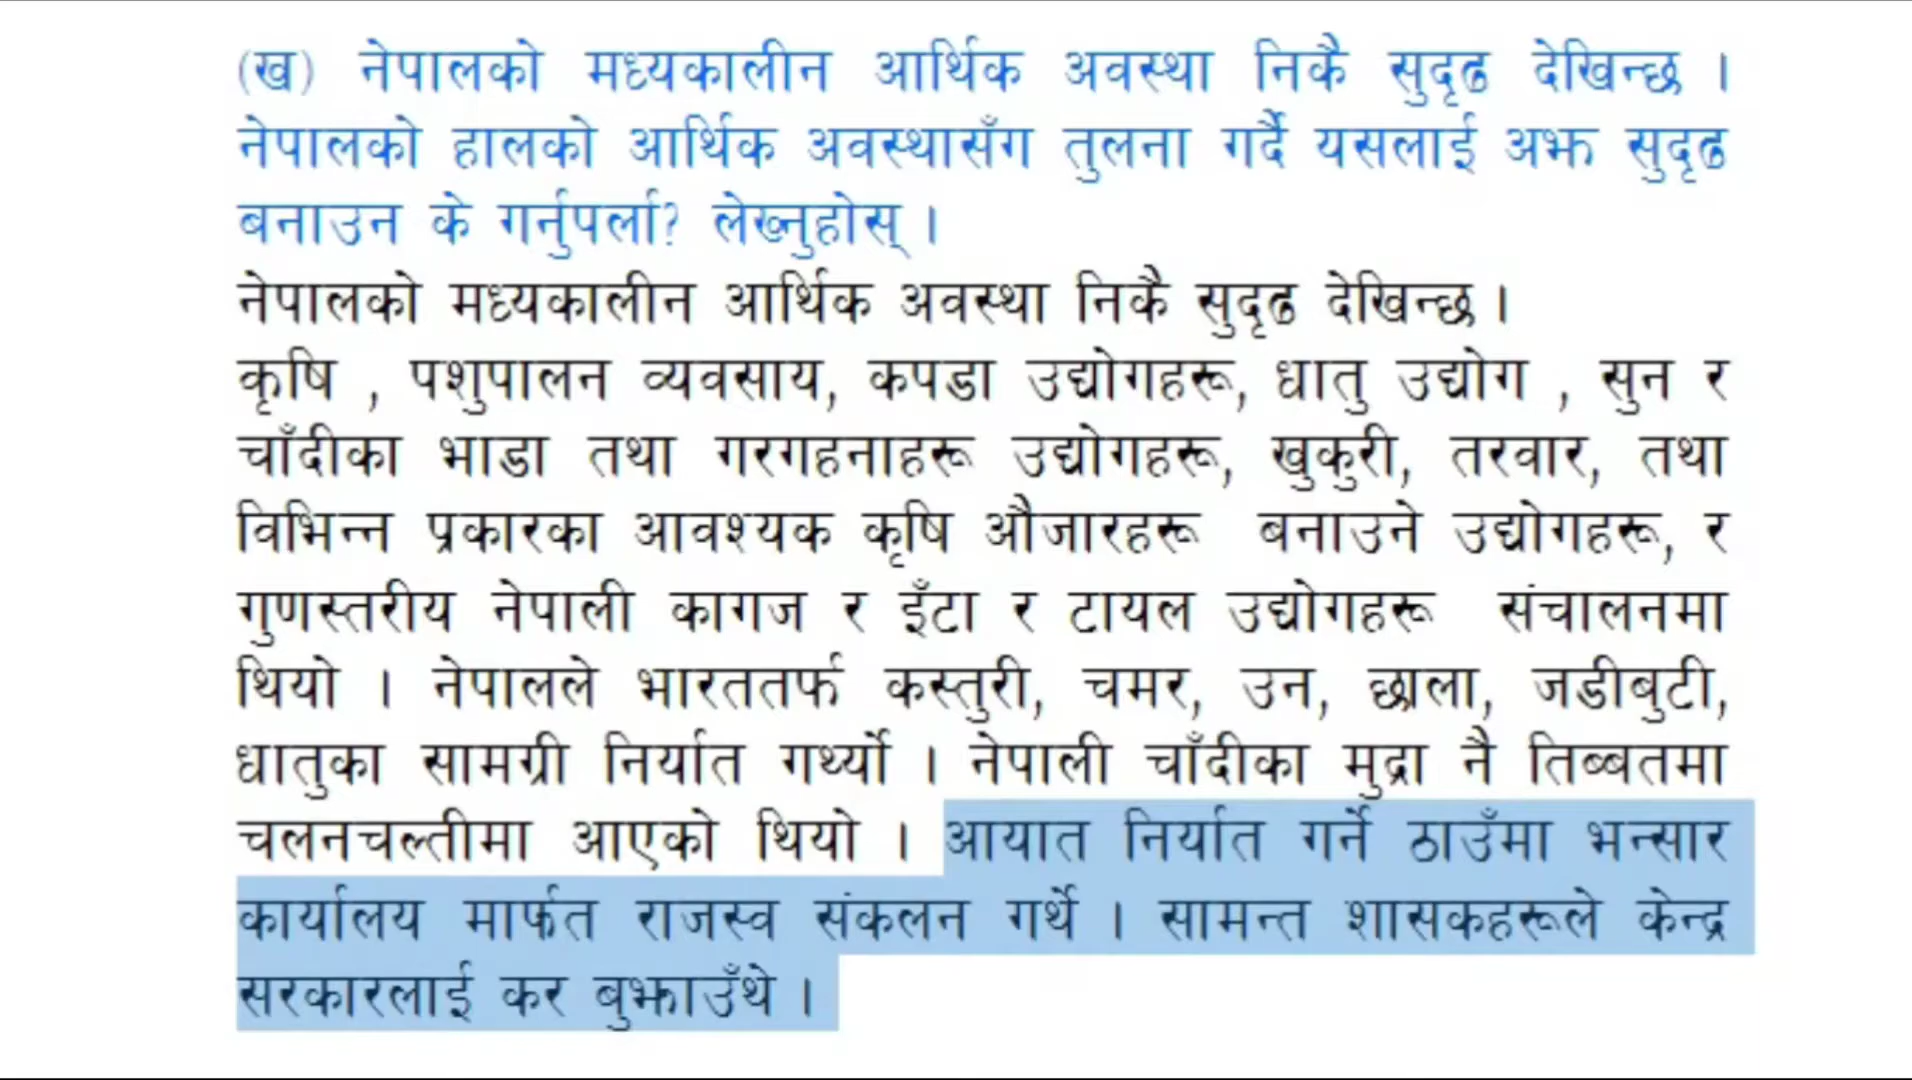 (ख) नेपालको मध्यकालीन आर्थिक अवस्था निकै सुदृढ देखिन्छ ।
नेपालको हालको आर्थिक अवस्थासँग तुलना गर्दै यसलाई अझ सुदृढ
बनाउन के गर्नुपर्ला? लेख्नुहोस् ।
नेपालको मध्यकालीन आर्थिक अवस्था निकै सुदृढ देखिन्छ ।
कृषि , पशुपालन व्यवसाय, कपडा उद्योगहरू, धातु उद्योग , सुन र
चाँदीका भाडा तथा गरगहनाहरू उद्योगहरू, खुकुरी, तरवार, तथा
विभिन्न प्रकारका आवश्यक कृषि औजारहरू बनाउने उद्योगहरू, र
गुणस्तरीय नेपाली कागज र इँटा र टायल उद्योगहरू संचालनमा
थियो । नेपालले भारततर्फ कस्तुरी, चमर, उन, छाला, जडीबुटी,
धातुका सामग्री निर्यात गर्थ्यो । नेपाली चाँदीका मुद्रा नै तिब्बतमा
चलनचल्तीमा आएको थियो । आयात निर्यात गर्ने ठाउँमा भन्सार
कार्यालय मार्फत राजस्व संकलन गर्थे । सामन्त शासकहरूले केन्द्र
सरकारलाई कर बुझाउँथे ।